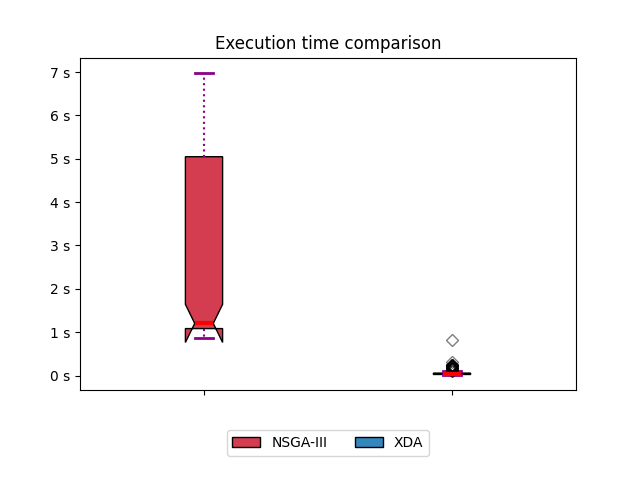 Execution time comparison
7 s
6 s
5 s
4 s
3 s
2 s
1 s
0 s
NSGA-III XDA